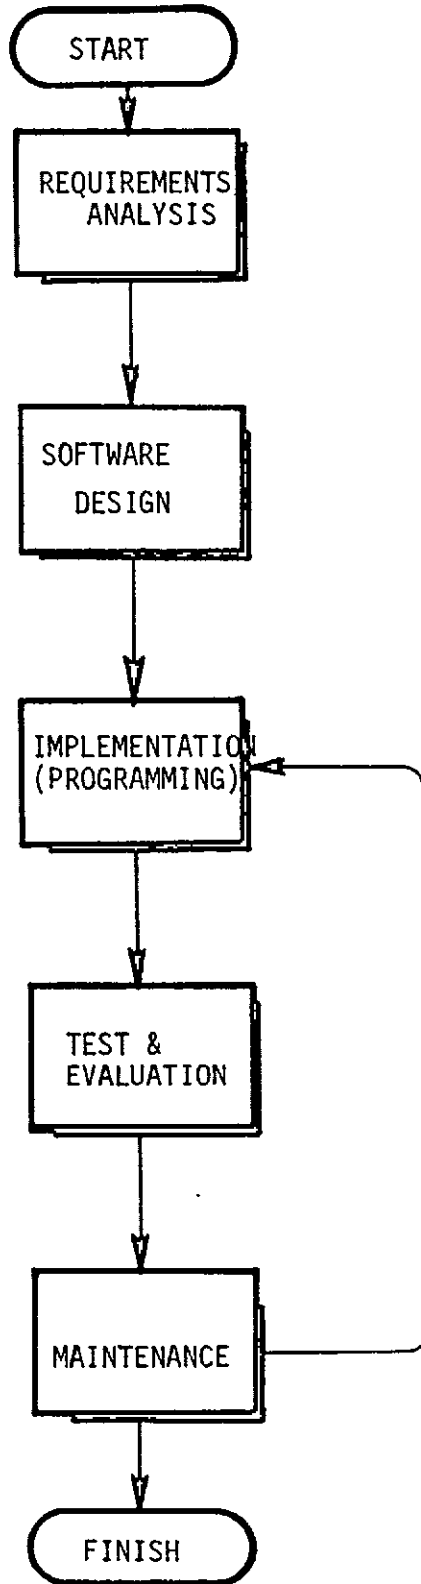 START
REQUIREMENTS
ANALYSIS
SOFTWARE
DESIGN
IMPLEMENTATION
(PROGRAMMING)
TEST &
EVALUATION
MAINTENANCE
FINISH